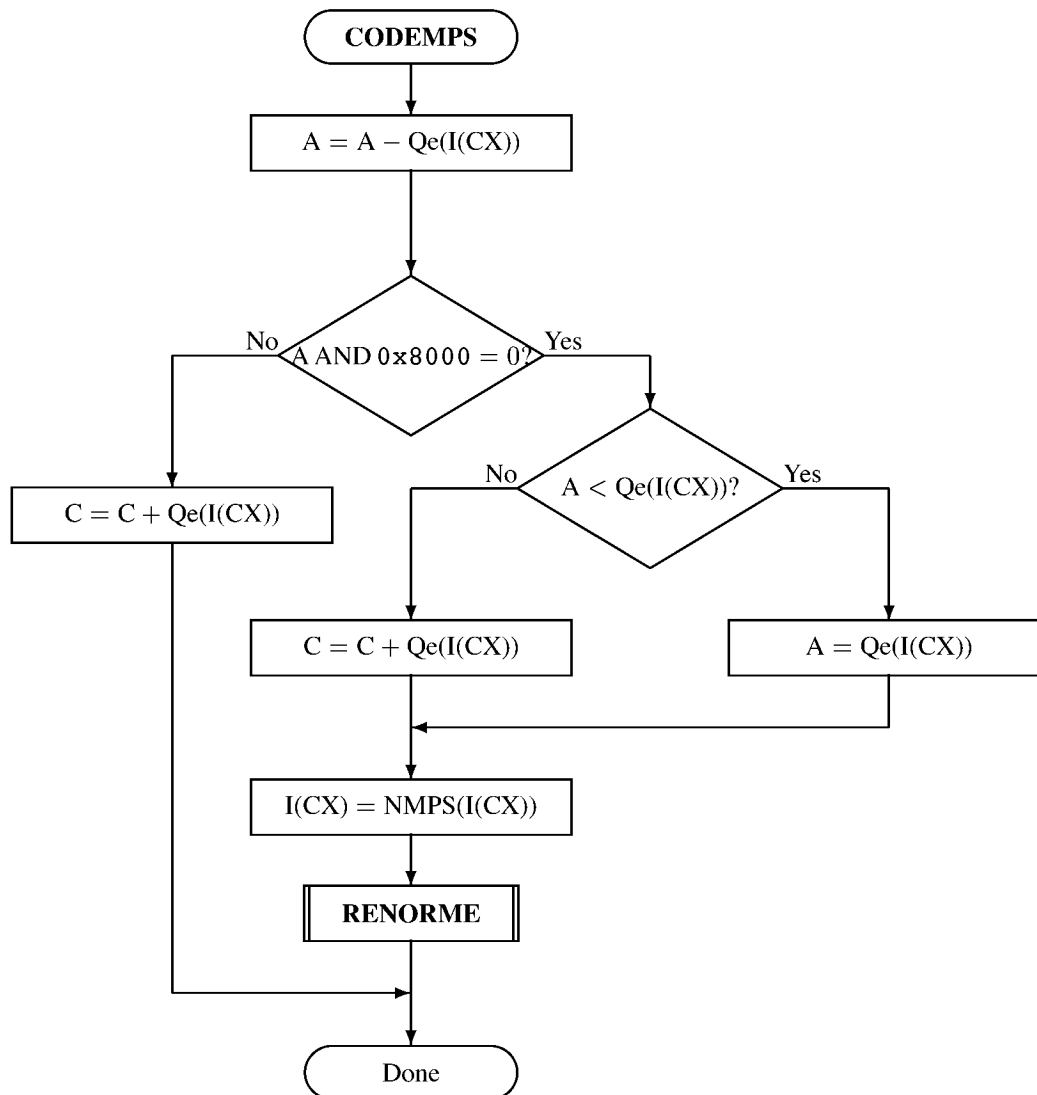 CODEMPS
A = A − Qe(I(CX))
No
A AND 0x8000 = 0?
Yes
No
A < Qe(I(CX))?
Yes
C = C + Qe(I(CX))
C = C + Qe(I(CX))
A = Qe(I(CX))
I(CX) = NMPS(I(CX))
RENORME
Done